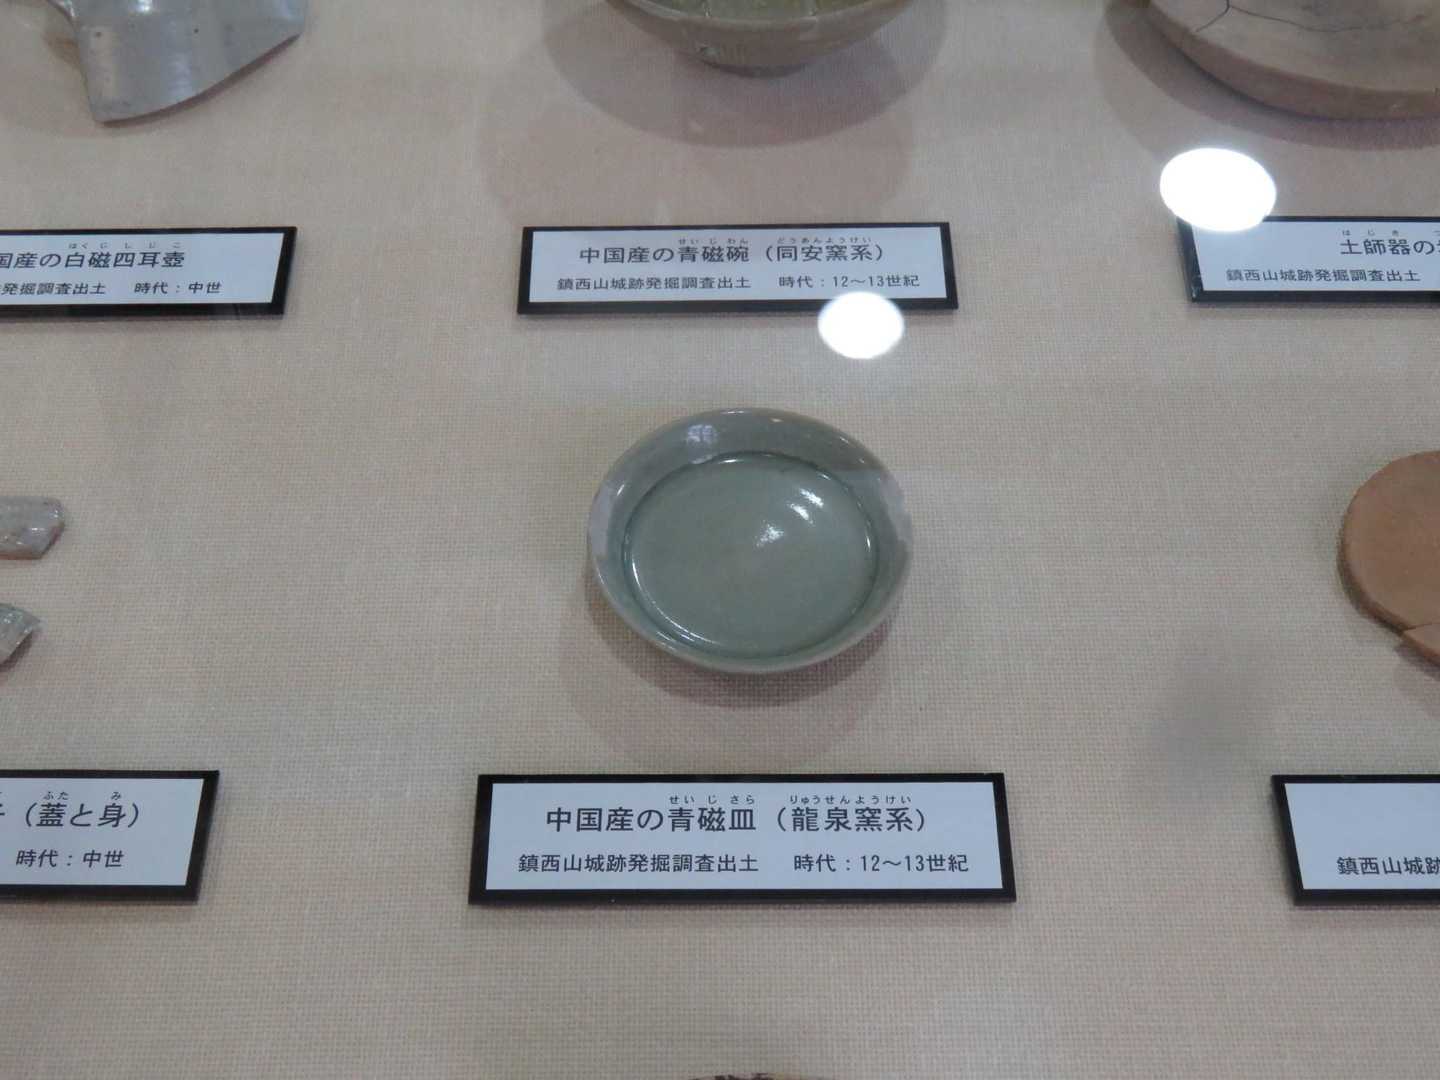 はくじしじこ
国産の白磁四耳壺
発掘調査出土 時代：中世
せいじわん どうあんようけい
中国産の青磁碗（同安窯系）
鎮西山城跡発掘調査出土 時代：12～13世紀
はじき つ
土師器の
鎮西山城跡発掘調査出土
ふた み
（蓋と身）
時代：中世
せいじさら りゅうせんようけい
中国産の青磁皿（龍泉窯系）
鎮西山城跡発掘調査出土 時代：12～13世紀
鎮西山城跡